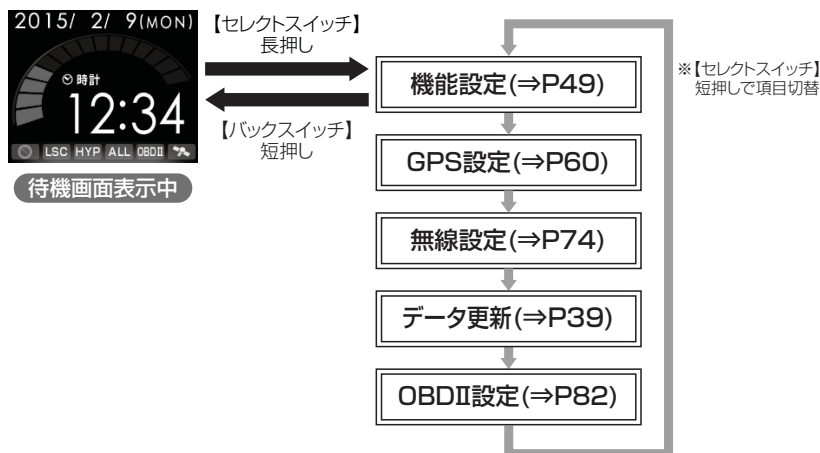 2015/ 2/ 9(MON)
時計
12:34
LSC HYP ALL OBDⅡ
待機画面表示中
【セレクトスイッチ】
長押し
【バックスイッチ】
短押し
機能設定(⇒P49)
GPS設定(⇒P60)
無線設定(⇒P74)
データ更新(⇒P39)
OBDⅡ設定(⇒P82)
※【セレクトスイッチ】
短押しで項目切替